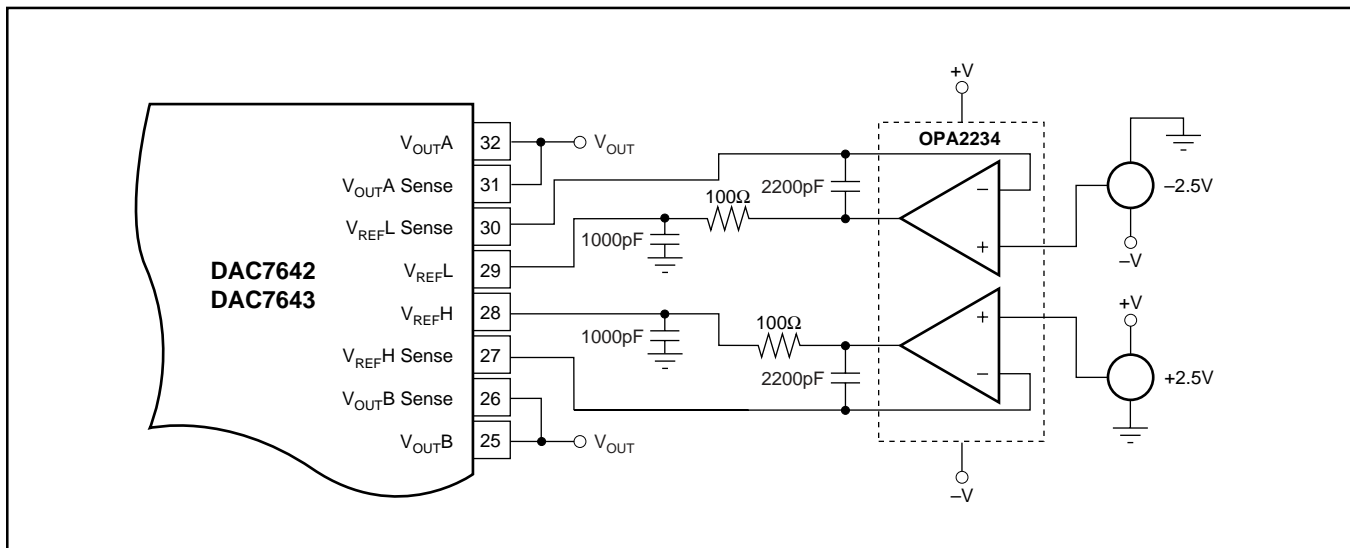 +V
OPA2234
V_OUTA
32
V_OUT
V_OUTA Sense
31
2200pF
–
–2.5V
100Ω
V_REFL Sense
30
1000pF
+
–V
V_REFL
29
DAC7642
DAC7643
V_REFH
28
100Ω
+
+V
1000pF
V_REFH Sense
27
2200pF
–
+2.5V
V_OUTB Sense
26
V_OUTB
25
V_OUT
–V